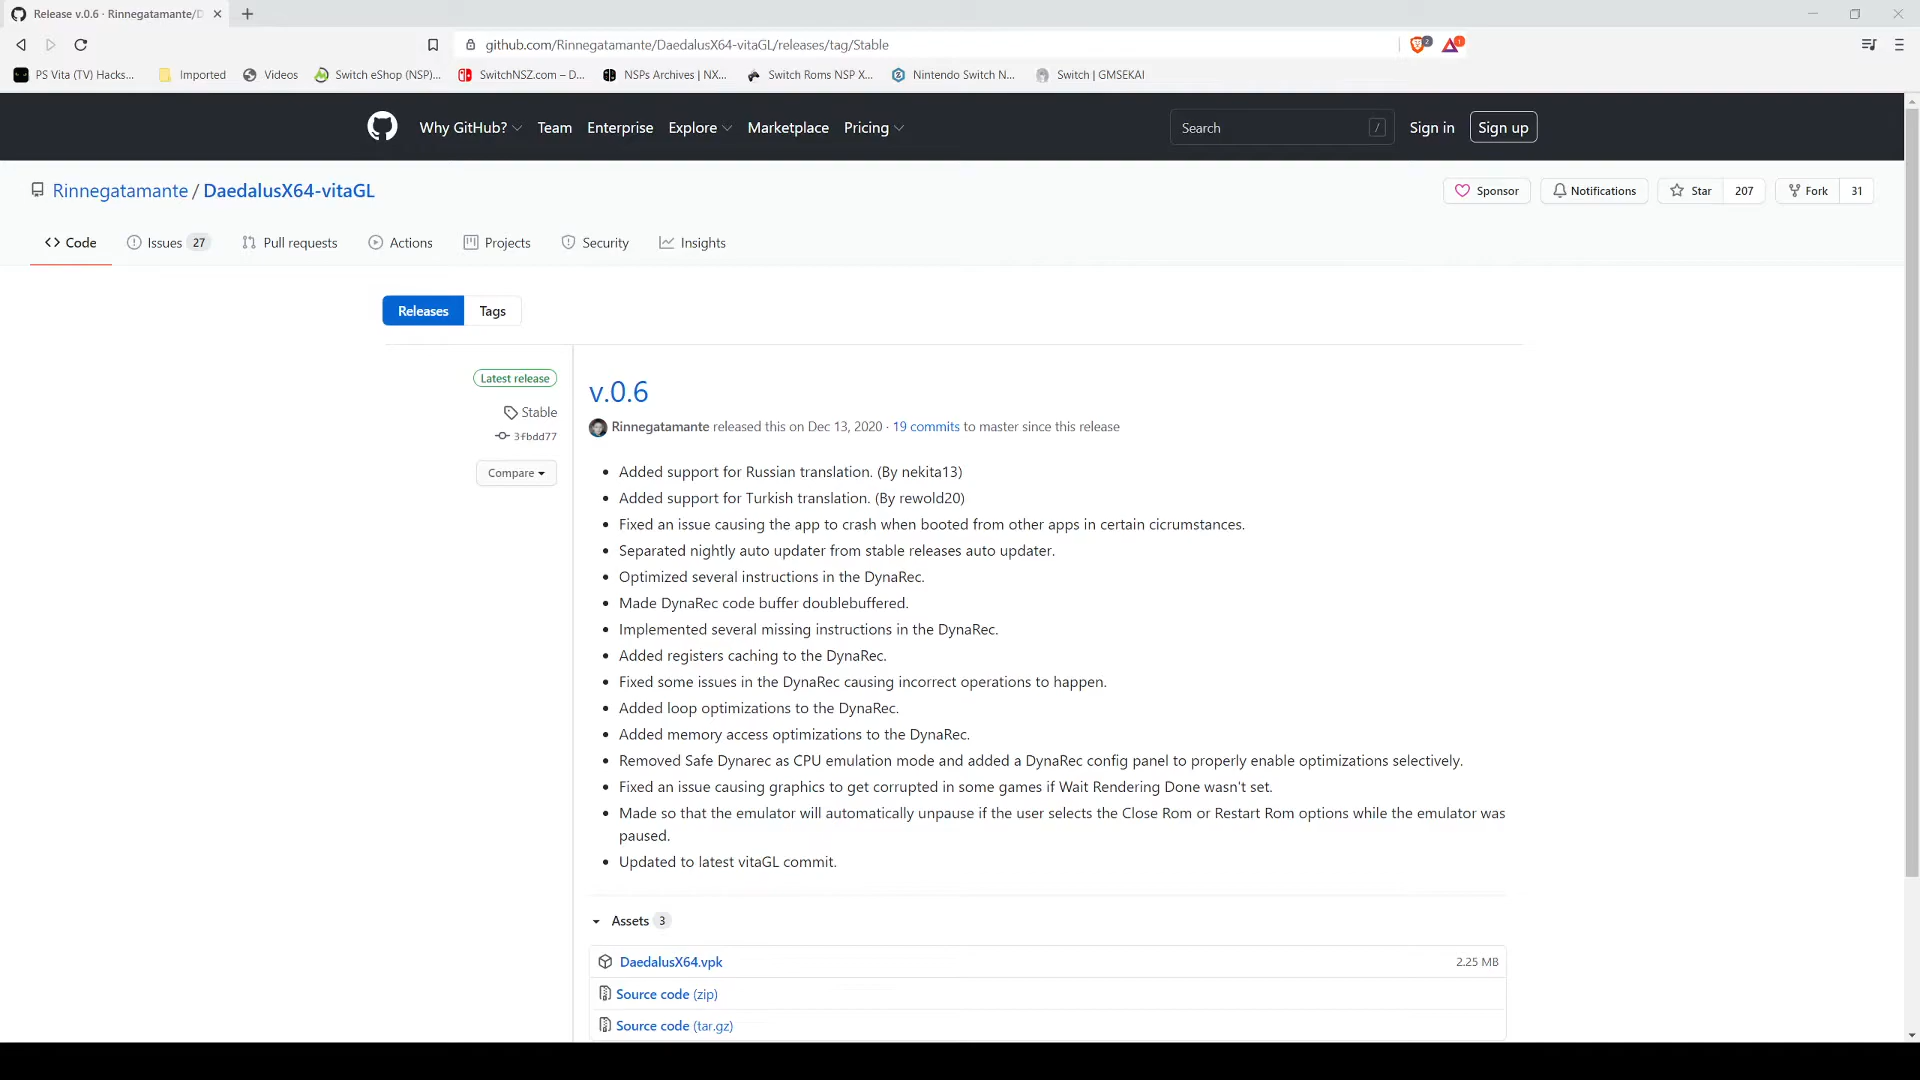 Release v.0.6 · Rinnegatamante/D
github.com/Rinnegatamante/DaedalusX64-vitaGL/releases/tag/Stable
2
1
PS Vita (TV) Hacks...
Imported
Videos
Switch eShop (NSP)...
SwitchNSZ.com – D...
NSPs Archives | NX...
Switch Roms NSP X...
Nintendo Switch N...
Switch | GMSEKAI
Why GitHub?
Team
Enterprise
Explore
Marketplace
Pricing
Search
/
Sign in
Sign up
Rinnegatamante / DaedalusX64-vitaGL
Sponsor
Notifications
Star 207
Fork 31
Code
Issues 27
Pull requests
Actions
Projects
Security
Insights
Releases
Tags
Latest release
Stable
3fbdd77
Compare
v.0.6
Rinnegatamante released this on Dec 13, 2020 · 19 commits to master since this release
• Added support for Russian translation. (By nekita13)
• Added support for Turkish translation. (By rewold20)
• Fixed an issue causing the app to crash when booted from other apps in certain cicrumstances.
• Separated nightly auto updater from stable releases auto updater.
• Optimized several instructions in the DynaRec.
• Made DynaRec code buffer doublebuffered.
• Implemented several missing instructions in the DynaRec.
• Added registers caching to the DynaRec.
• Fixed some issues in the DynaRec causing incorrect operations to happen.
• Added loop optimizations to the DynaRec.
• Added memory access optimizations to the DynaRec.
• Removed Safe Dynarec as CPU emulation mode and added a DynaRec config panel to properly enable optimizations selectively.
• Fixed an issue causing graphics to get corrupted in some games if Wait Rendering Done wasn't set.
• Made so that the emulator will automatically unpause if the user selects the Close Rom or Restart Rom options while the emulator was
paused.
• Updated to latest vitaGL commit.
Assets 3
DaedalusX64.vpk
2.25 MB
Source code (zip)
Source code (tar.gz)